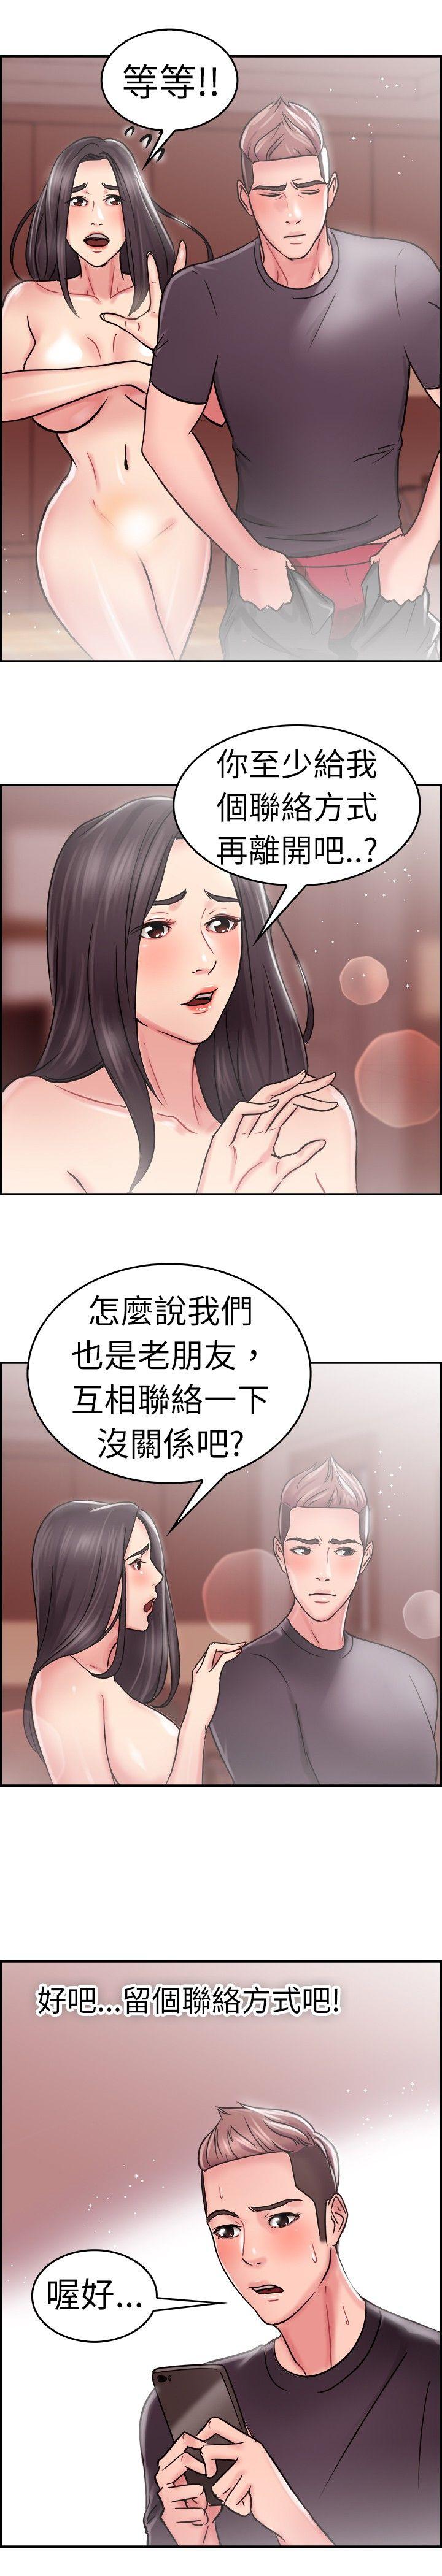 等等!!
你至少給我
個聯絡方式
再離開吧..?
怎麼說我們
也是老朋友，
互相聯絡一下
沒關係吧?
好吧...留個聯絡方式吧!
喔好...